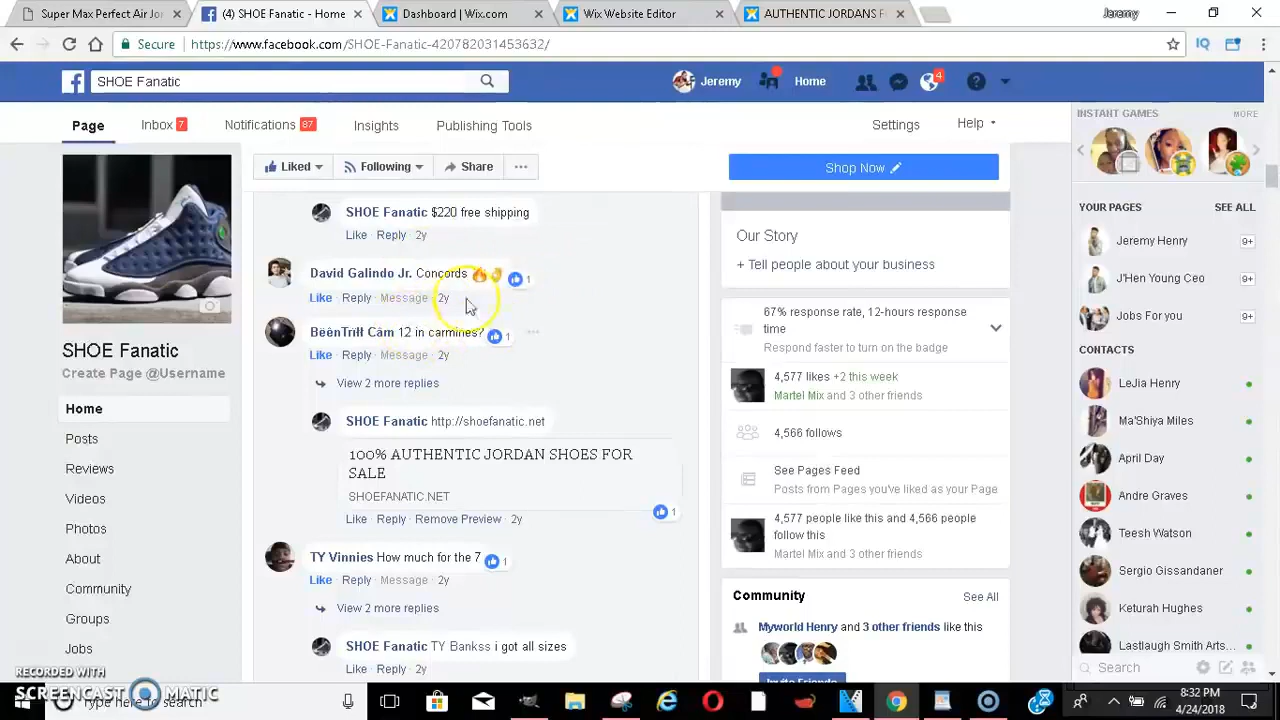 Super Max Perfect Air Jor
(4) SHOE Fanatic - Home
Dashboard | Wix.com
Wix Website Editor
AUTHENTIC JORDANS F
Jeremy
Secure
https://www.facebook.com/SHOE-Fanatic-420782031453632/
SHOE Fanatic
Jeremy
Home
4
Page
Inbox 7
Notifications 87
Insights
Publishing Tools
Settings
Help
Liked
Following
Share
Shop Now
SHOE Fanatic
Create Page @Username
Home
Posts
Reviews
Videos
Photos
About
Community
Groups
Jobs
SHOE Fanatic $220 free shipping
Like · Reply · 2y
David Galindo Jr. Concords 1
Like · Reply · Message · 2y
BëënTrïll Cãm 12 in carmines? 1
Like · Reply · Message · 2y
View 2 more replies
SHOE Fanatic http://shoefanatic.net
100% AUTHENTIC JORDAN SHOES FOR
SALE
SHOEFANATIC.NET
1
Like · Reply · Remove Preview · 2y
TY Vinnies How much for the 7 1
Like · Reply · Message · 2y
View 2 more replies
SHOE Fanatic TY Bankss i got all sizes
Like · Reply · 2y
Our Story
+ Tell people about your business
67% response rate, 12-hours response
time
Respond faster to turn on the badge
4,577 likes +2 this week
Martel Mix and 3 other friends
4,566 follows
See Pages Feed
Posts from Pages you've liked as your Page
4,577 people like this and 4,566 people
follow this
Martel Mix and 3 other friends
Community
See All
Myworld Henry and 3 other friends like this
Invite Friends
INSTANT GAMES
MORE
YOUR PAGES
SEE ALL
Jeremy Henry 9+
J'Hen Young Ceo 9+
Jobs For you 9+
CONTACTS
LeJia Henry
Ma'Shiya Miles
April Day
Andre Graves
Teesh Watson
Sergio Gissandaner
Keturah Hughes
Lastlaugh Smith Arts...
Search
RECORDED WITH
SCREENCAST MATIC
Type here to search
8:32 PM
4/24/2018